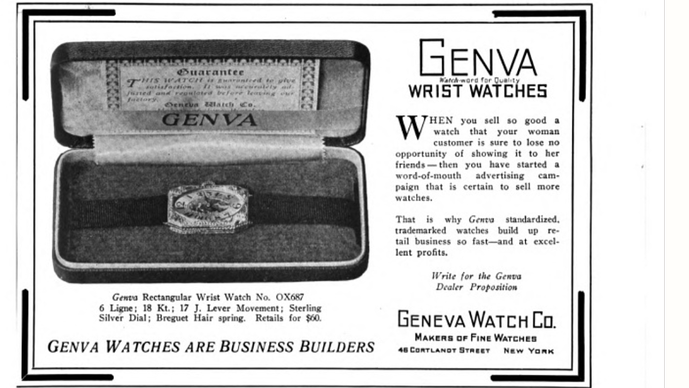 Guarantee
THIS WATCH is guaranteed to give
satisfaction. It was accurately ad-
justed and regulated before leaving our
factory.
Geneva Watch Co.
GENVA
Genva Rectangular Wrist Watch No. OX687
6 Ligne; 18 Kt.; 17 J. Lever Movement; Sterling
Silver Dial; Breguet Hair spring. Retails for $60.
GENVA WATCHES ARE BUSINESS BUILDERS
GENVA
Watch-word for Quality
WRIST WATCHES
WHEN you sell so good a
watch that your woman
customer is sure to lose no
opportunity of showing it to her
friends—then you have started a
word-of-mouth advertising cam-
paign that is certain to sell more
watches.
That is why Genva standardized,
trademarked watches build up re-
tail business so fast—and at excel-
lent profits.
Write for the Genva
Dealer Proposition
GENEVA WATCH CO.
MAKERS OF FINE WATCHES
46 CORTLANDT STREET NEW YORK